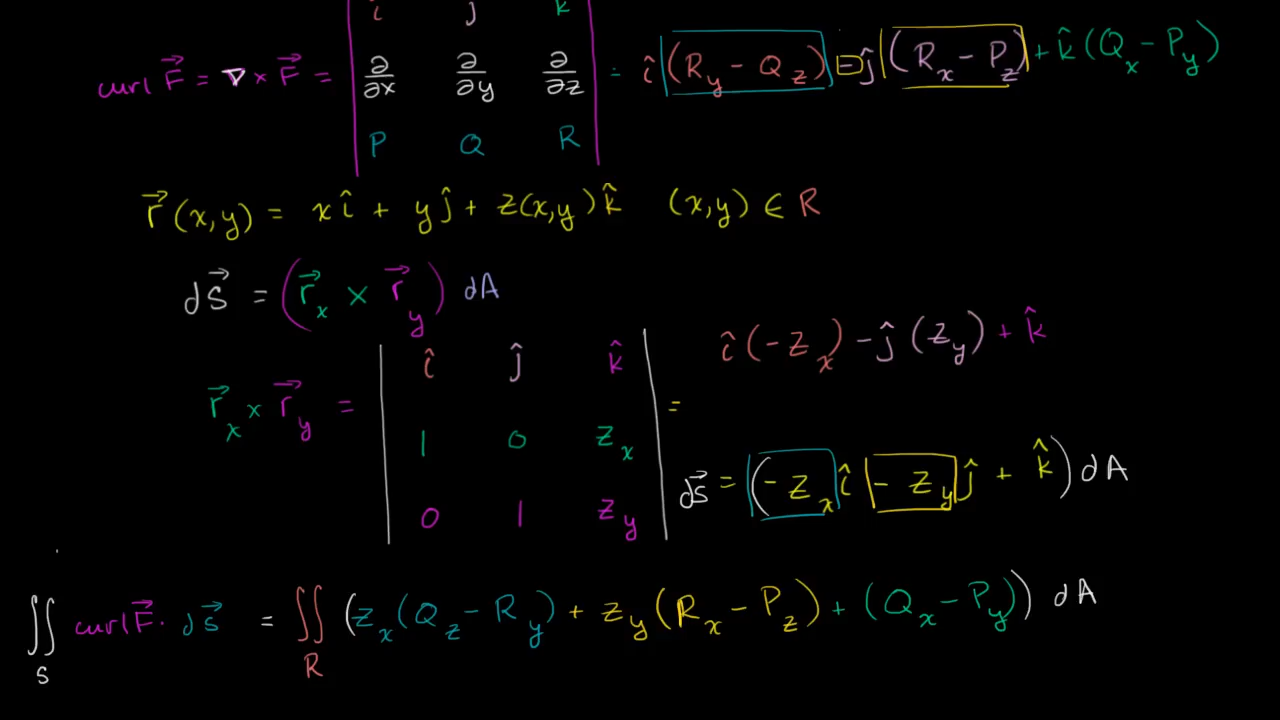 î ĵ k̂
curl F⃗ = ∇ × F⃗ = ∂/∂x ∂/∂y ∂/∂z = î (R_y − Q_z) − ĵ (R_x − P_z) + k̂ (Q_x − P_y)
P Q R
r⃗ (x,y) = x î + y ĵ + z(x,y) k̂ (x,y) ∈ R
dS⃗ = (r⃗_x × r⃗_y) dA
î (−z_x) − ĵ (z_y) + k̂
î ĵ k̂
r⃗_x × r⃗_y = 1 0 z_x =
0 1 z_y
dS⃗ = (−z_x î − z_y ĵ + k̂) dA
∬_S curl F⃗ · dS⃗ = ∬_R (z_x (Q_z − R_y) + z_y (R_x − P_z) + (Q_x − P_y)) dA